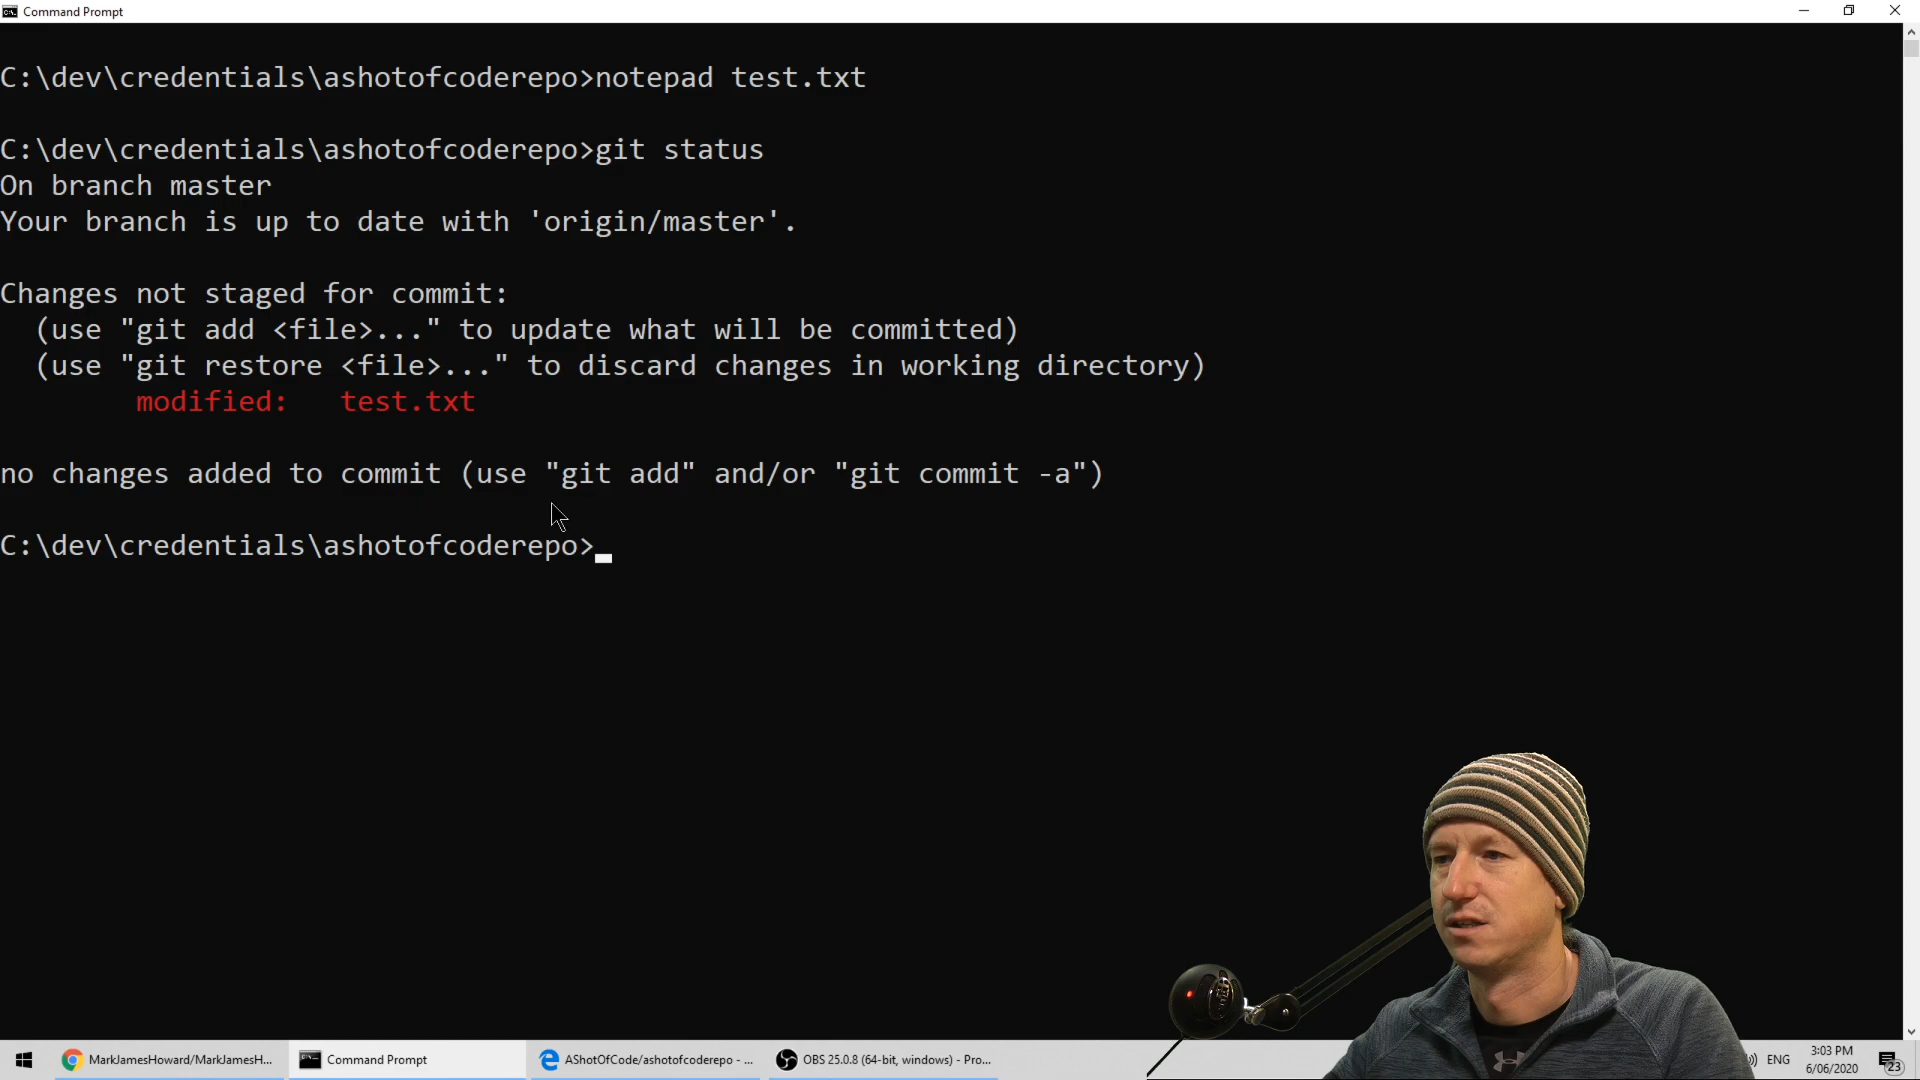 Command Prompt
C:\dev\credentials\ashotofcoderepo>notepad test.txt
C:\dev\credentials\ashotofcoderepo>git status
On branch master
Your branch is up to date with 'origin/master'.
Changes not staged for commit:
(use "git add <file>..." to update what will be committed)
(use "git restore <file>..." to discard changes in working directory)
modified: test.txt
no changes added to commit (use "git add" and/or "git commit -a")
C:\dev\credentials\ashotofcoderepo>
MarkJamesHoward/MarkJamesH...
Command Prompt
AShotOfCode/ashotofcoderepo - ...
OBS 25.0.8 (64-bit, windows) - Pro...
ENG
3:03 PM
6/06/2020
23